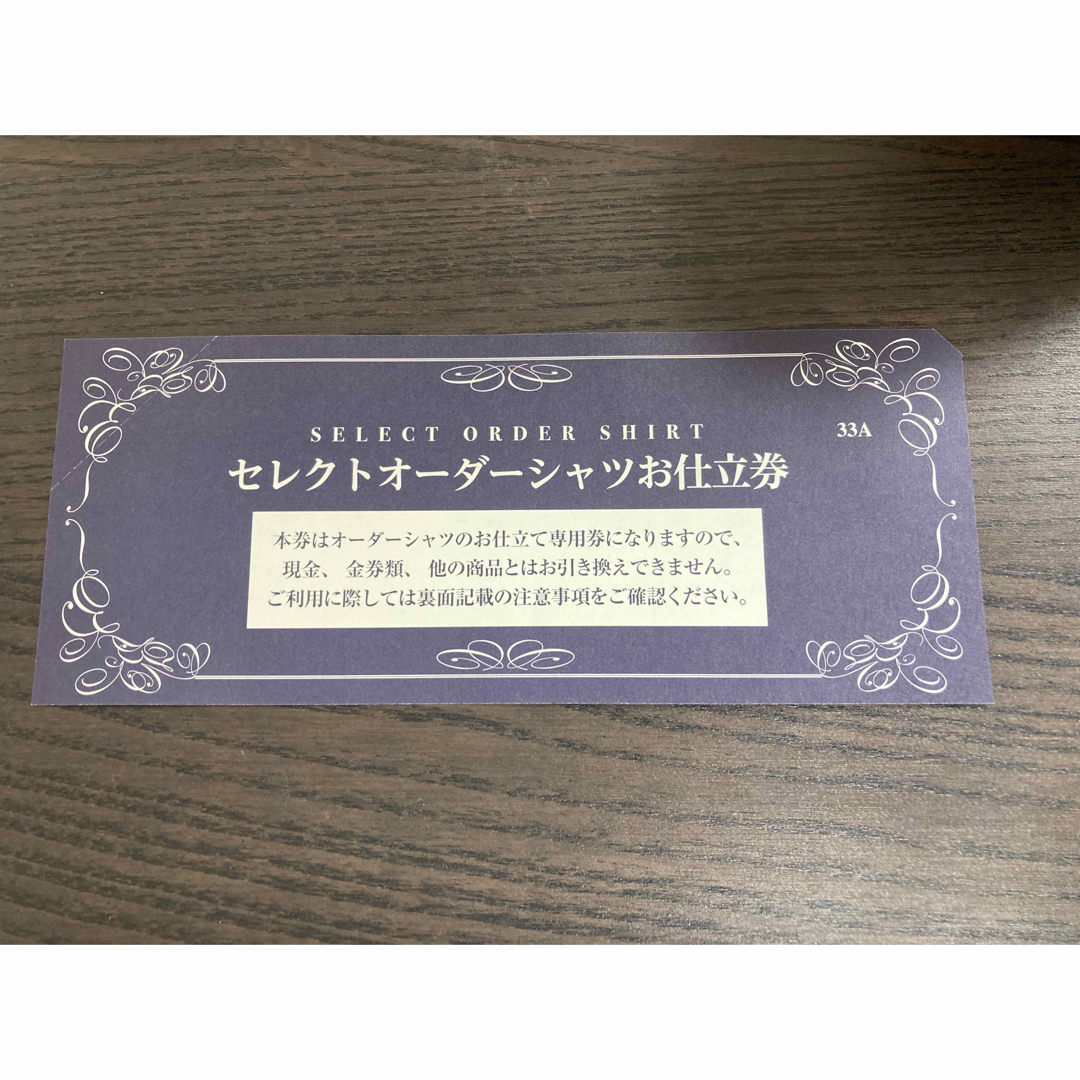 SELECT ORDER SHIRT
33A
セレクトオーダーシャツお仕立券
本券はオーダーシャツのお仕立て専用券になりますので、
現金、金券類、他の商品とはお引き換えできません。
ご利用に際しては裏面記載の注意事項をご確認ください。